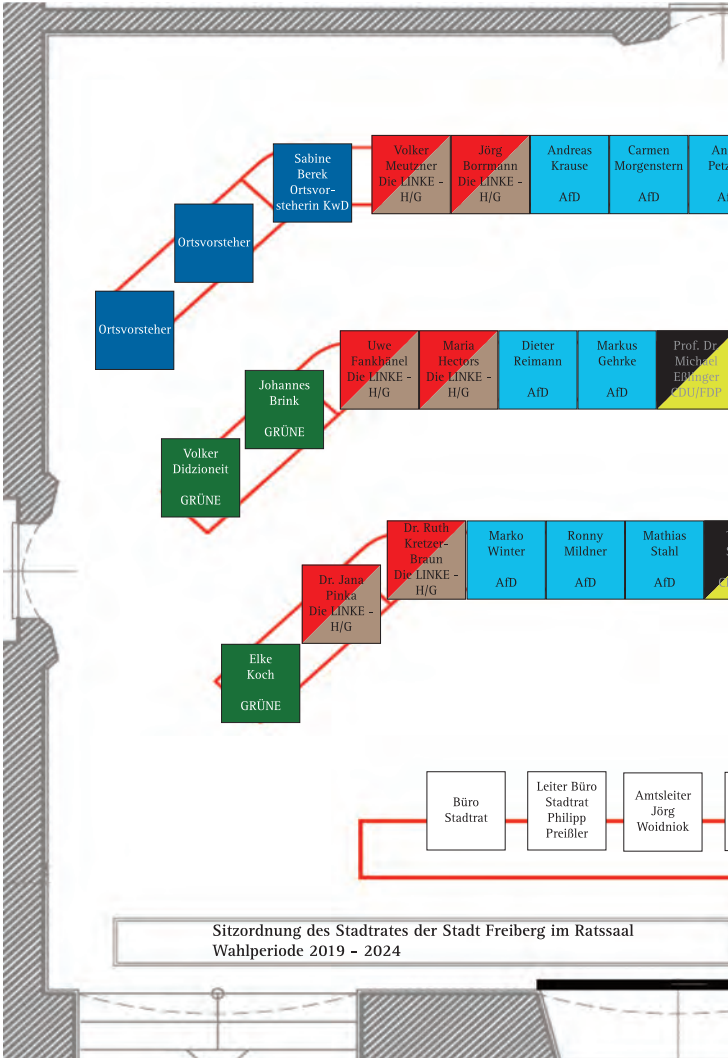 Sabine
Berek
Ortsvor-
steherin KwD
Volker
Meutzner
Die LINKE -
H/G
Jörg
Borrmann
Die LINKE -
H/G
Andreas
Krause
AfD
Carmen
Morgenstern
AfD
Ortsvorsteher
Ortsvorsteher
Uwe
Fankhänel
Die LINKE -
H/G
Maria
Hectors
Die LINKE -
H/G
Dieter
Reimann
AfD
Markus
Gehrke
AfD
Prof. Dr
Michael
Eßlinger
CDU/FDP
Johannes
Brink
GRÜNE
Volker
Didzioneit
GRÜNE
Dr. Ruth
Kretzer-
Braun
Die LINKE -
H/G
Marko
Winter
AfD
Ronny
Mildner
AfD
Mathias
Stahl
AfD
Dr. Jana
Pinka
Die LINKE -
H/G
Elke
Koch
GRÜNE
Büro
Stadtrat
Leiter Büro
Stadtrat
Philipp
Preißler
Amtsleiter
Jörg
Woidniok
Sitzordnung des Stadtrates der Stadt Freiberg im Ratssaal
Wahlperiode 2019 - 2024